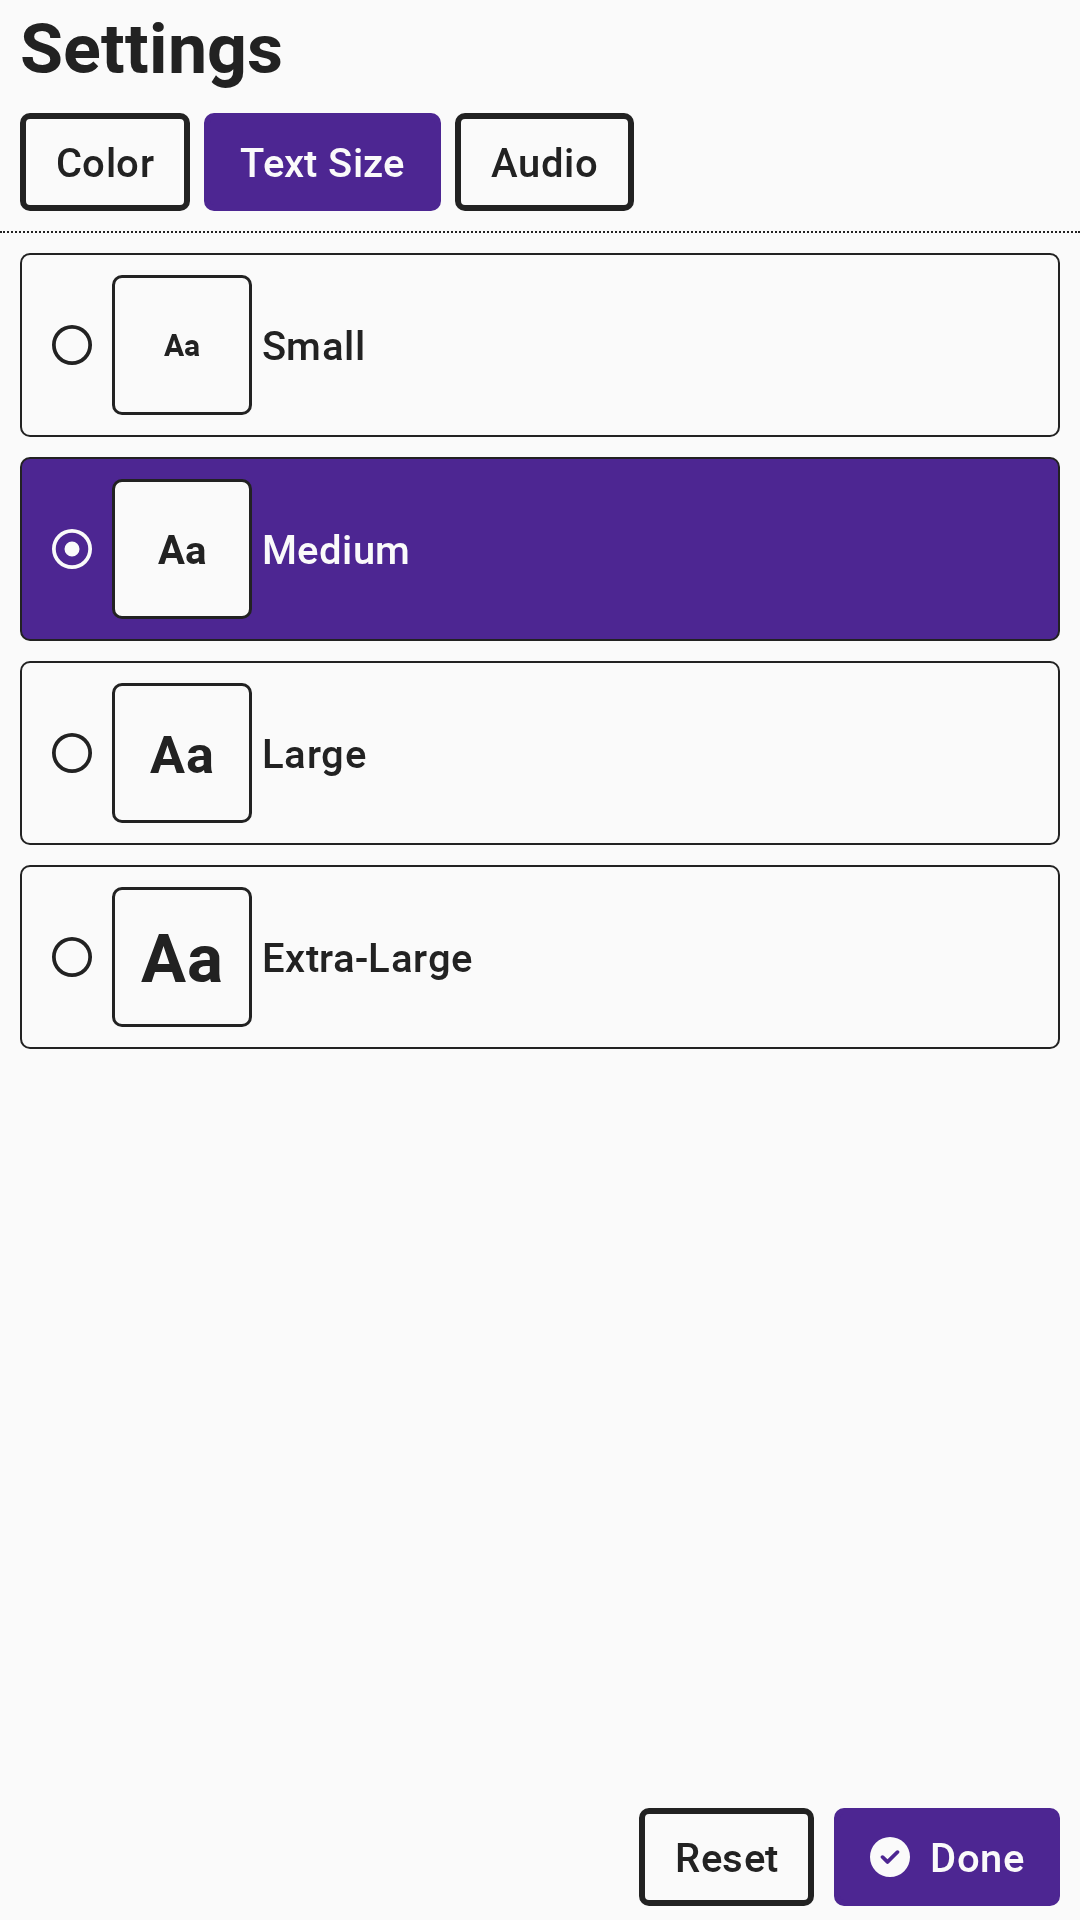 Settings
Color Text Size Audio
Aa Small
Aa Medium
Aa Large
Aa Extra-Large
Reset Done